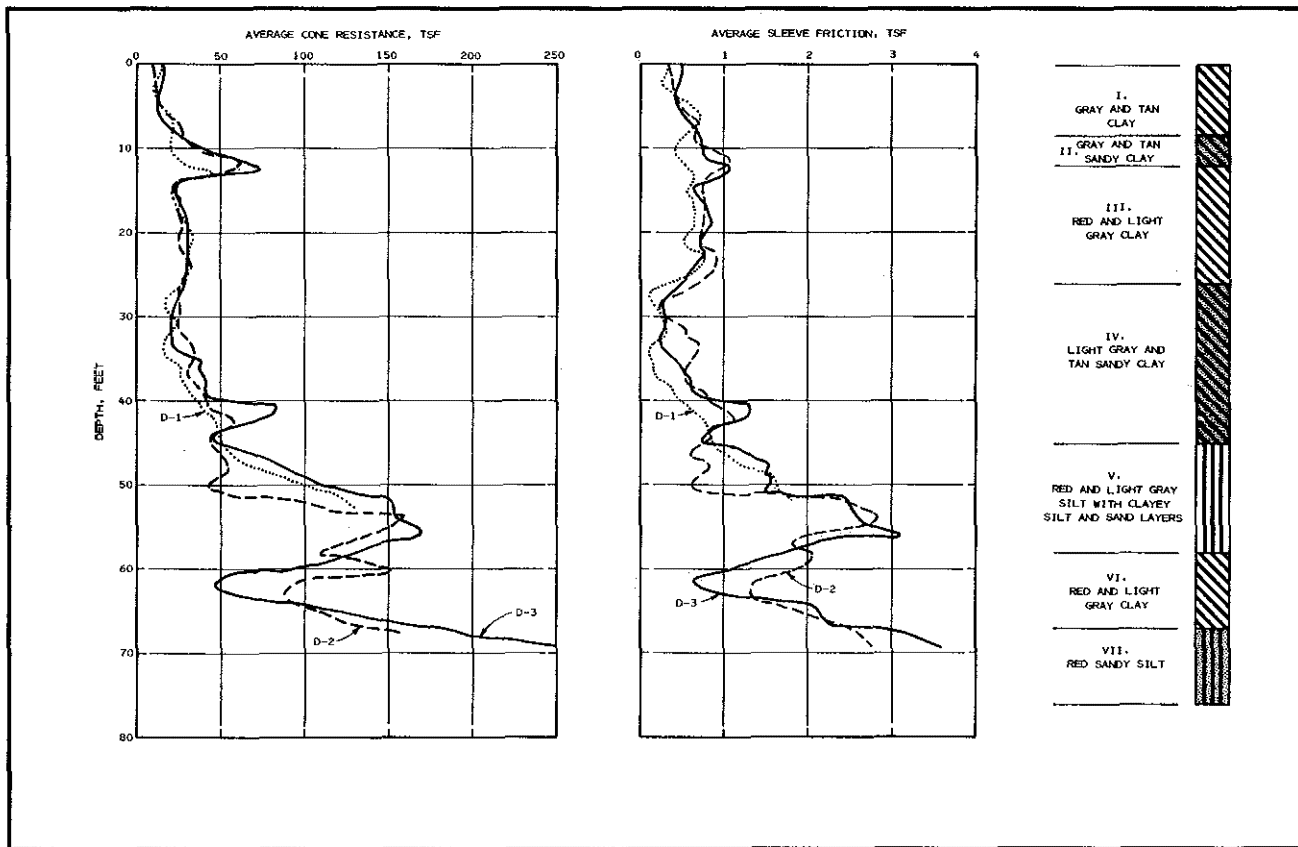 AVERAGE CONE RESISTANCE, TSF
0 50 100 150 200 250
0
10
20
30
40
50
60
70
80
DEPTH, FEET
D-1
D-2
D-3
AVERAGE SLEEVE FRICTION, TSF
0 1 2 3 4
D-1
D-2
D-3
I.
GRAY AND TAN
CLAY
II. GRAY AND TAN
SANDY CLAY
III.
RED AND LIGHT
GRAY CLAY
IV.
LIGHT GRAY AND
TAN SANDY CLAY
V.
RED AND LIGHT GRAY
SILT WITH CLAYEY
SILT AND SAND LAYERS
VI.
RED AND LIGHT
GRAY CLAY
VII.
RED SANDY SILT